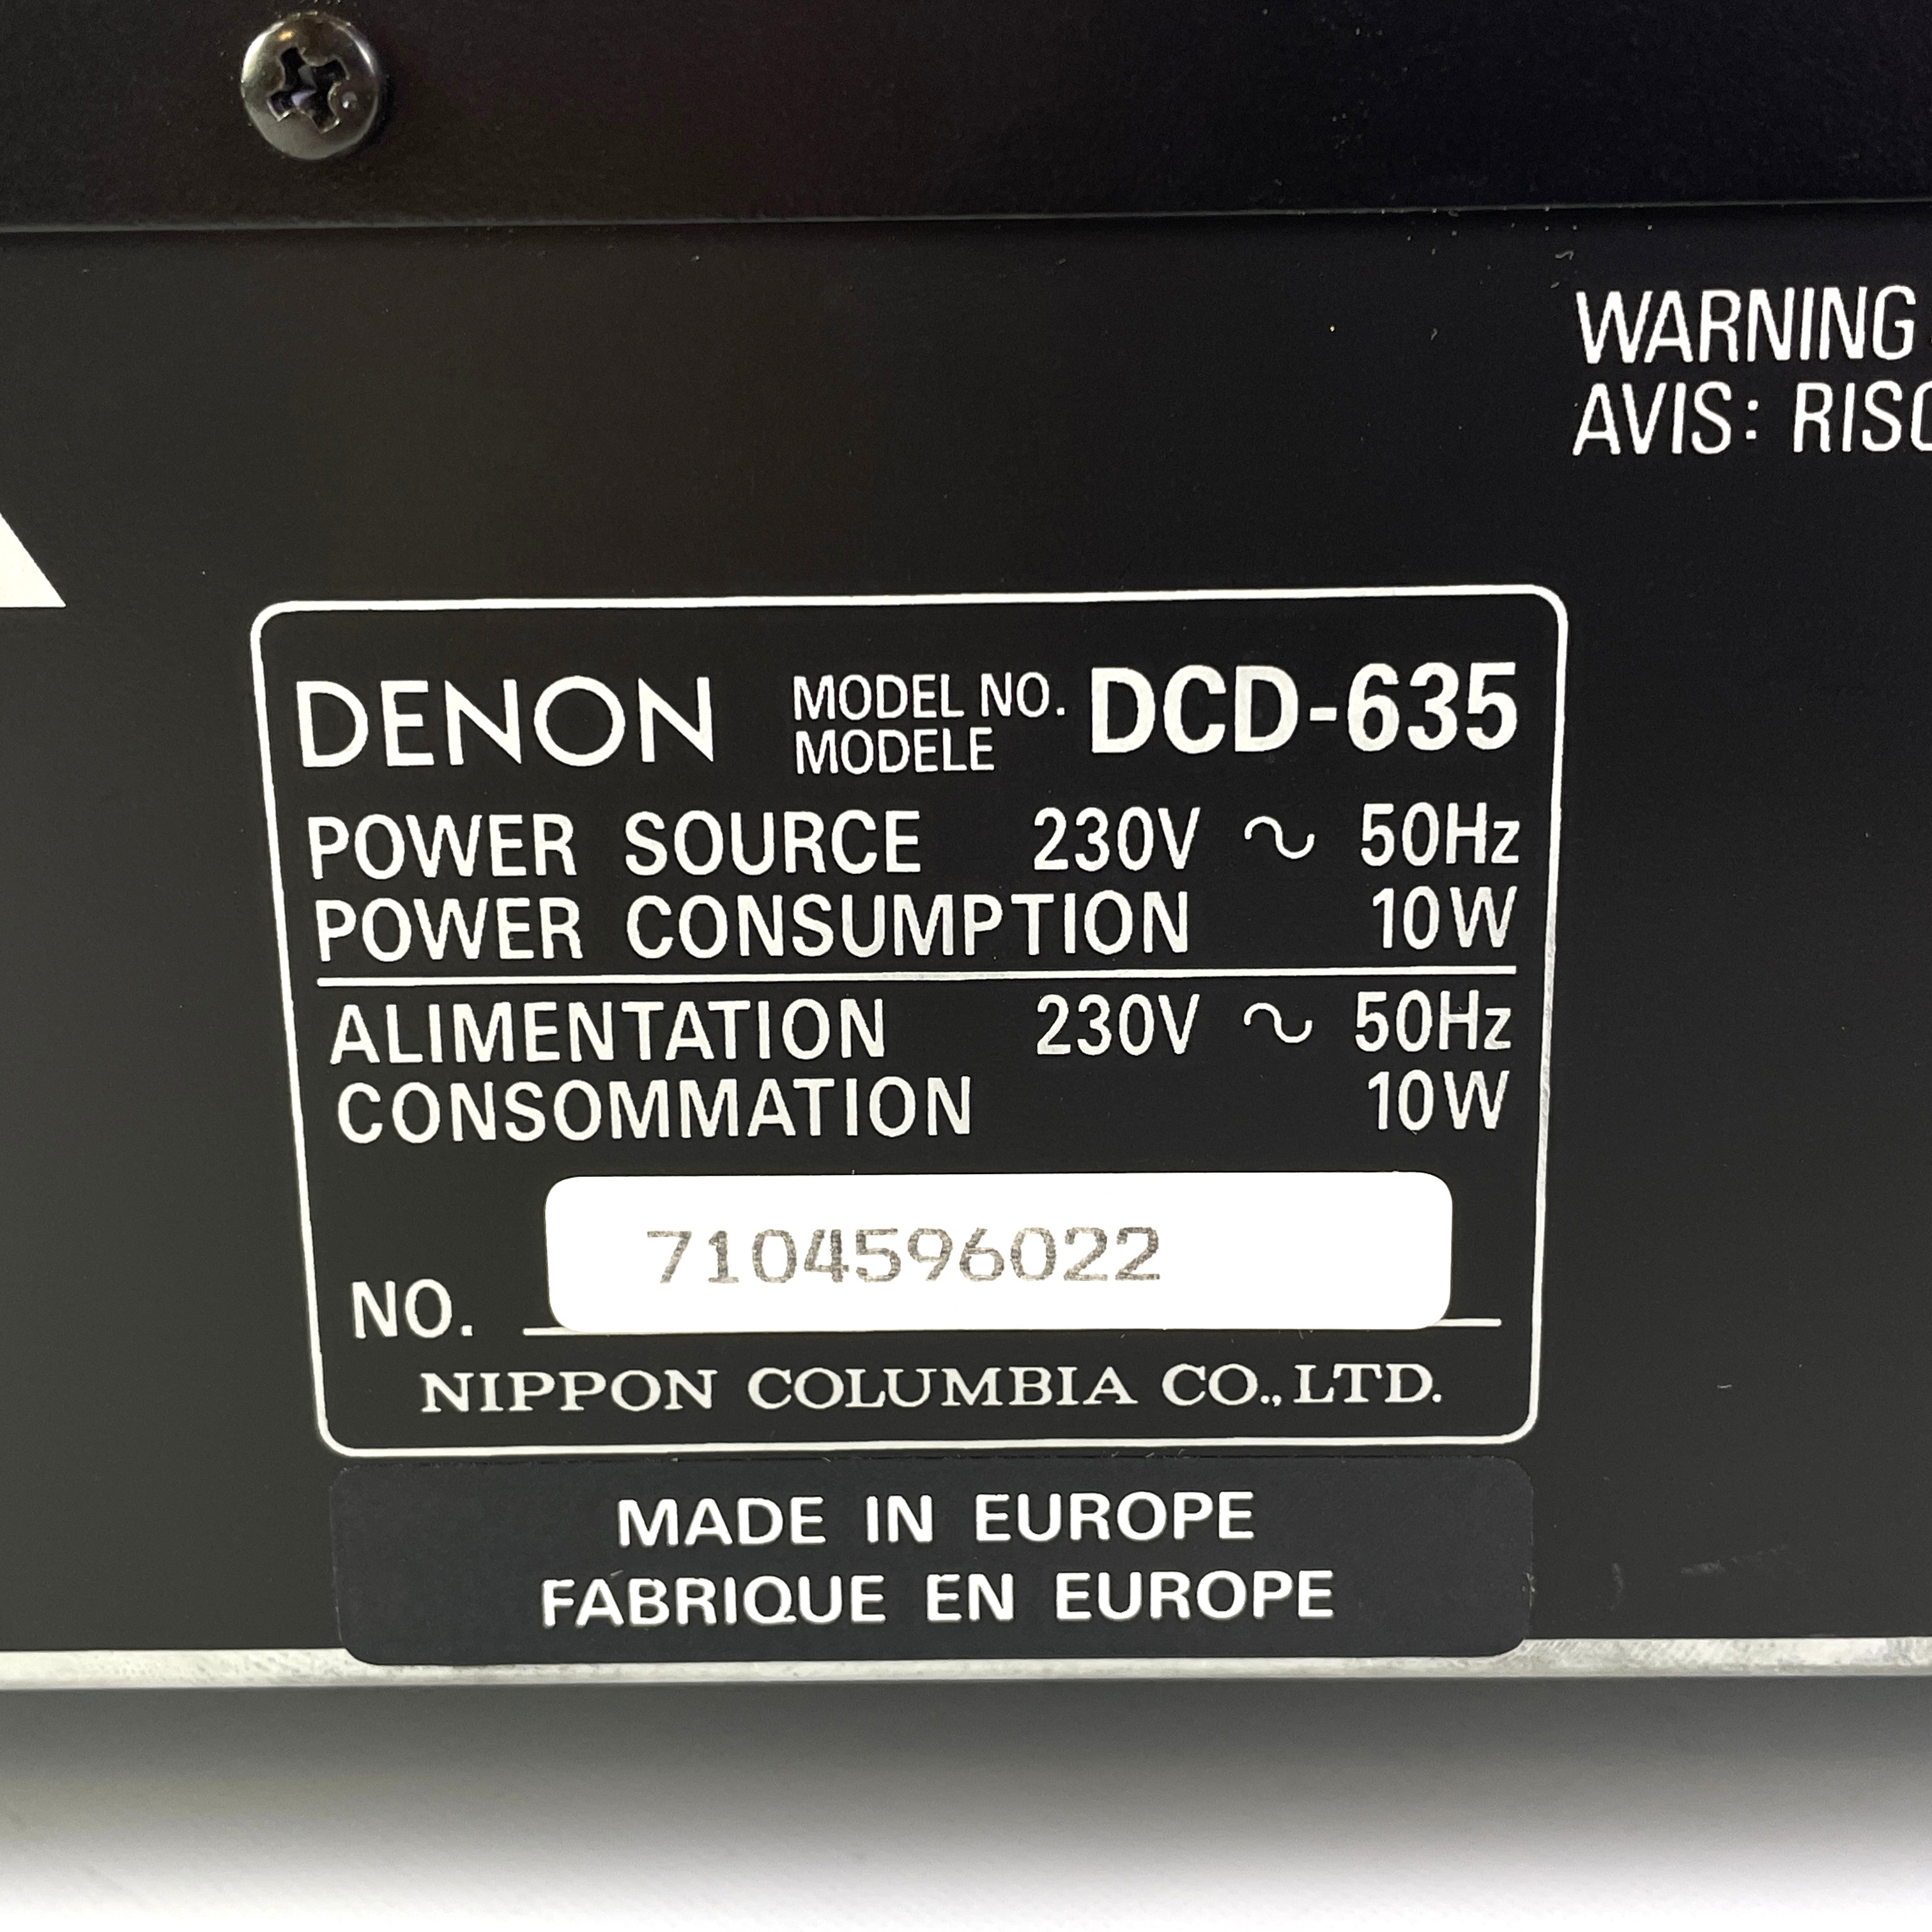 WARNING
AVIS:
DENON MODEL NO. DCD-635
MODELE
POWER SOURCE 230V ~ 50Hz
POWER CONSUMPTION 10W
ALIMENTATION 230V ~ 50Hz
CONSOMMATION 10W
NO. 7104596022
NIPPON COLUMBIA CO., LTD.
MADE IN EUROPE
FABRIQUE EN EUROPE